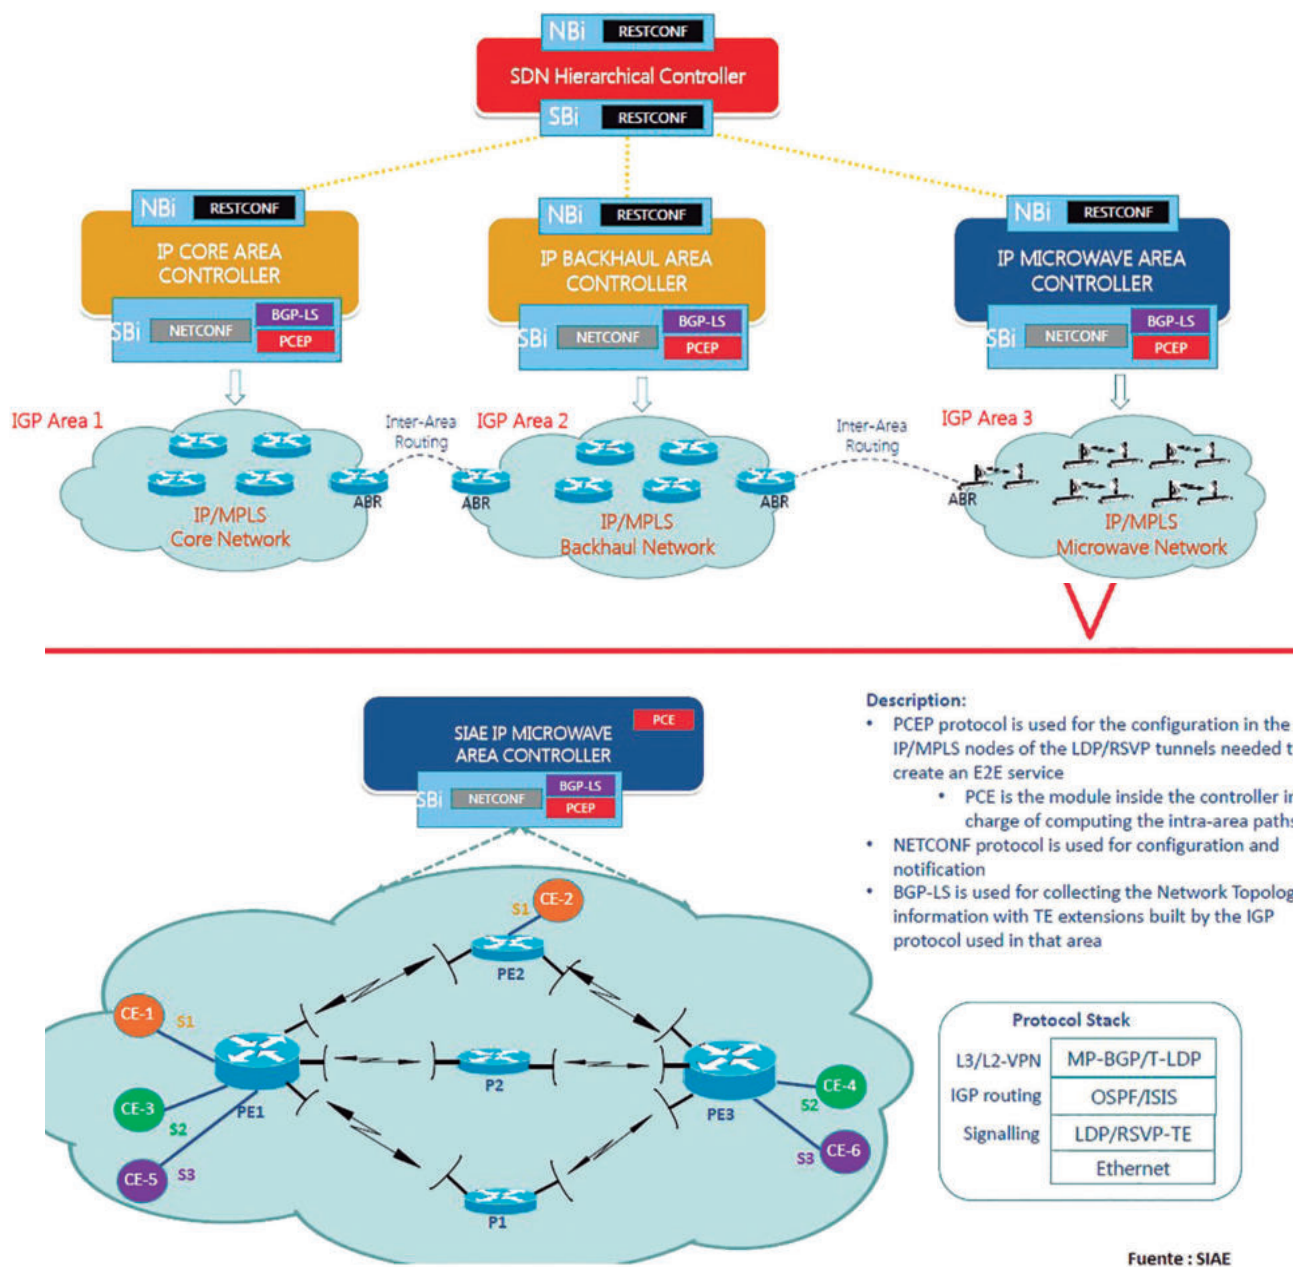 NBi RESTCONF
SDN Hierarchical Controller
SBi RESTCONF
NBi RESTCONF
IP CORE AREA
CONTROLLER
SBi NETCONF BGP-LS
PCEP
NBi RESTCONF
IP BACKHAUL AREA
CONTROLLER
SBi NETCONF BGP-LS
PCEP
NBi RESTCONF
IP MICROWAVE AREA
CONTROLLER
SBi NETCONF BGP-LS
PCEP
IGP Area 1
Inter-Area
Routing
IGP Area 2
Inter-Area
Routing
IGP Area 3
ABR
ABR
ABR
ABR
IP/MPLS
Core Network
IP/MPLS
Backhaul Network
IP/MPLS
Microwave Network
SIAE IP MICROWAVE
AREA CONTROLLER
PCE
SBi NETCONF BGP-LS
PCEP
CE-2
S1
PE2
CE-1
S1
PE1
CE-3
S2
CE-5
S3
P2
P1
PE3
CE-4
S2
CE-6
S3
Description:
• PCEP protocol is used for the configuration in the
IP/MPLS nodes of the LDP/RSVP tunnels needed t
create an E2E service
• PCE is the module inside the controller in
charge of computing the intra-area paths
• NETCONF protocol is used for configuration and
notification
• BGP-LS is used for collecting the Network Topolog
information with TE extensions built by the IGP
protocol used in that area
Protocol Stack
L3/L2-VPN MP-BGP/T-LDP
IGP routing OSPF/ISIS
Signalling LDP/RSVP-TE
Ethernet
Fuente : SIAE